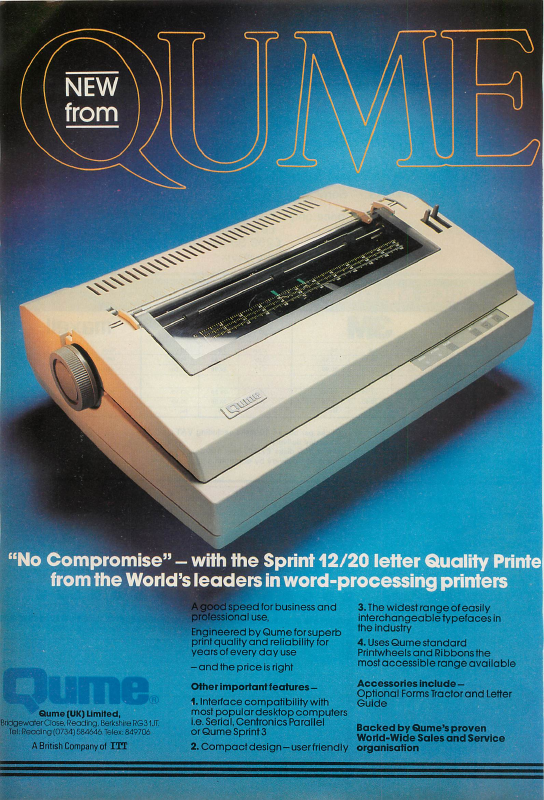 NEW
from
QUME
Qume
"No Compromise" – with the Sprint 12/20 letter Quality Printe
from the World's leaders in word-processing printers
A good speed for business and
professional use,
Engineered by Qume for superb
print quality and reliability for
years of every day use
– and the price is right
Other important features –
1. Interface compatibility with
most popular desktop computers
i.e. Serial, Centronics Parallel
or Qume Sprint 3
2. Compact design – user friendly
3. The widest range of easily
interchangeable typefaces in
the industry
4. Uses Qume standard
Printwheels and Ribbons the
most accessible range available
Accessories include –
Optional Forms Tractor and Letter
Guide
Backed by Qume's proven
World-Wide Sales and Service
organisation
Qume®
Qume (UK) Limited,
Bridgewater Close, Reading, Berkshire RG3 1JT.
Tel: Reading (0734) 584646. Telex: 849706.
A British Company of ITT